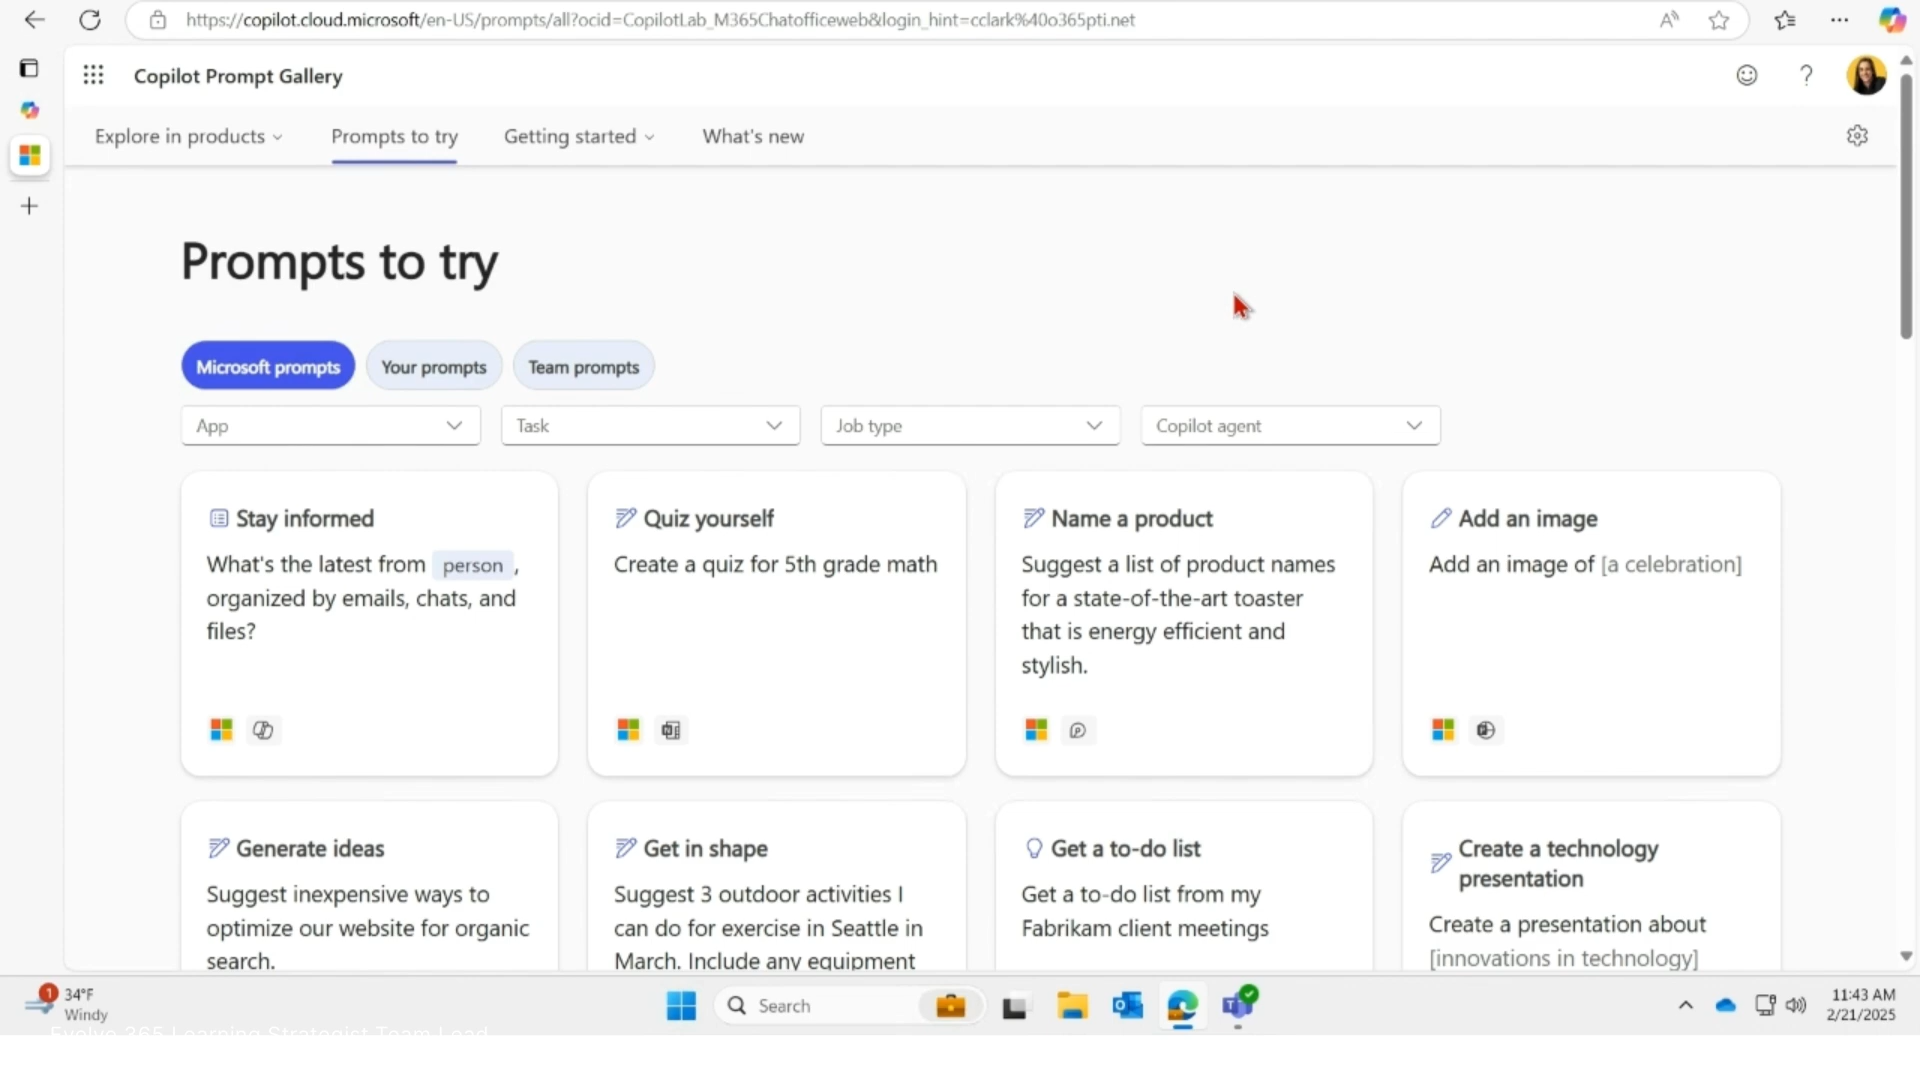 https://copilot.cloud.microsoft/en-US/prompts/all?ocid=CopilotLab_M365Chatofficeweb&login_hint=cclark%40o365pti.net
Copilot Prompt Gallery
Explore in products
Prompts to try
Getting started
What's new
Prompts to try
Microsoft prompts
Your prompts
Team prompts
App
Task
Job type
Copilot agent
Stay informed
What's the latest from person ,
organized by emails, chats, and
files?
Quiz yourself
Create a quiz for 5th grade math
Name a product
Suggest a list of product names
for a state-of-the-art toaster
that is energy efficient and
stylish.
Add an image
Add an image of [a celebration]
Generate ideas
Suggest inexpensive ways to
optimize our website for organic
search.
Get in shape
Suggest 3 outdoor activities I
can do for exercise in Seattle in
March. Include any equipment
Get a to-do list
Get a to-do list from my
Fabrikam client meetings
Create a technology
presentation
Create a presentation about
[innovations in technology]
1
34°F
Windy
Search
11:43 AM
2/21/2025
Evolve 365 Learning Strategist Team Lead